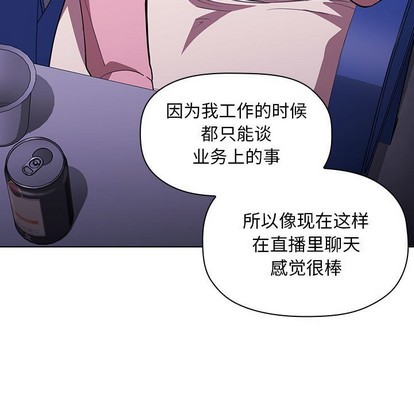 因为我工作的时候
都只能谈
业务上的事
所以像现在这样
在直播里聊天
感觉很棒